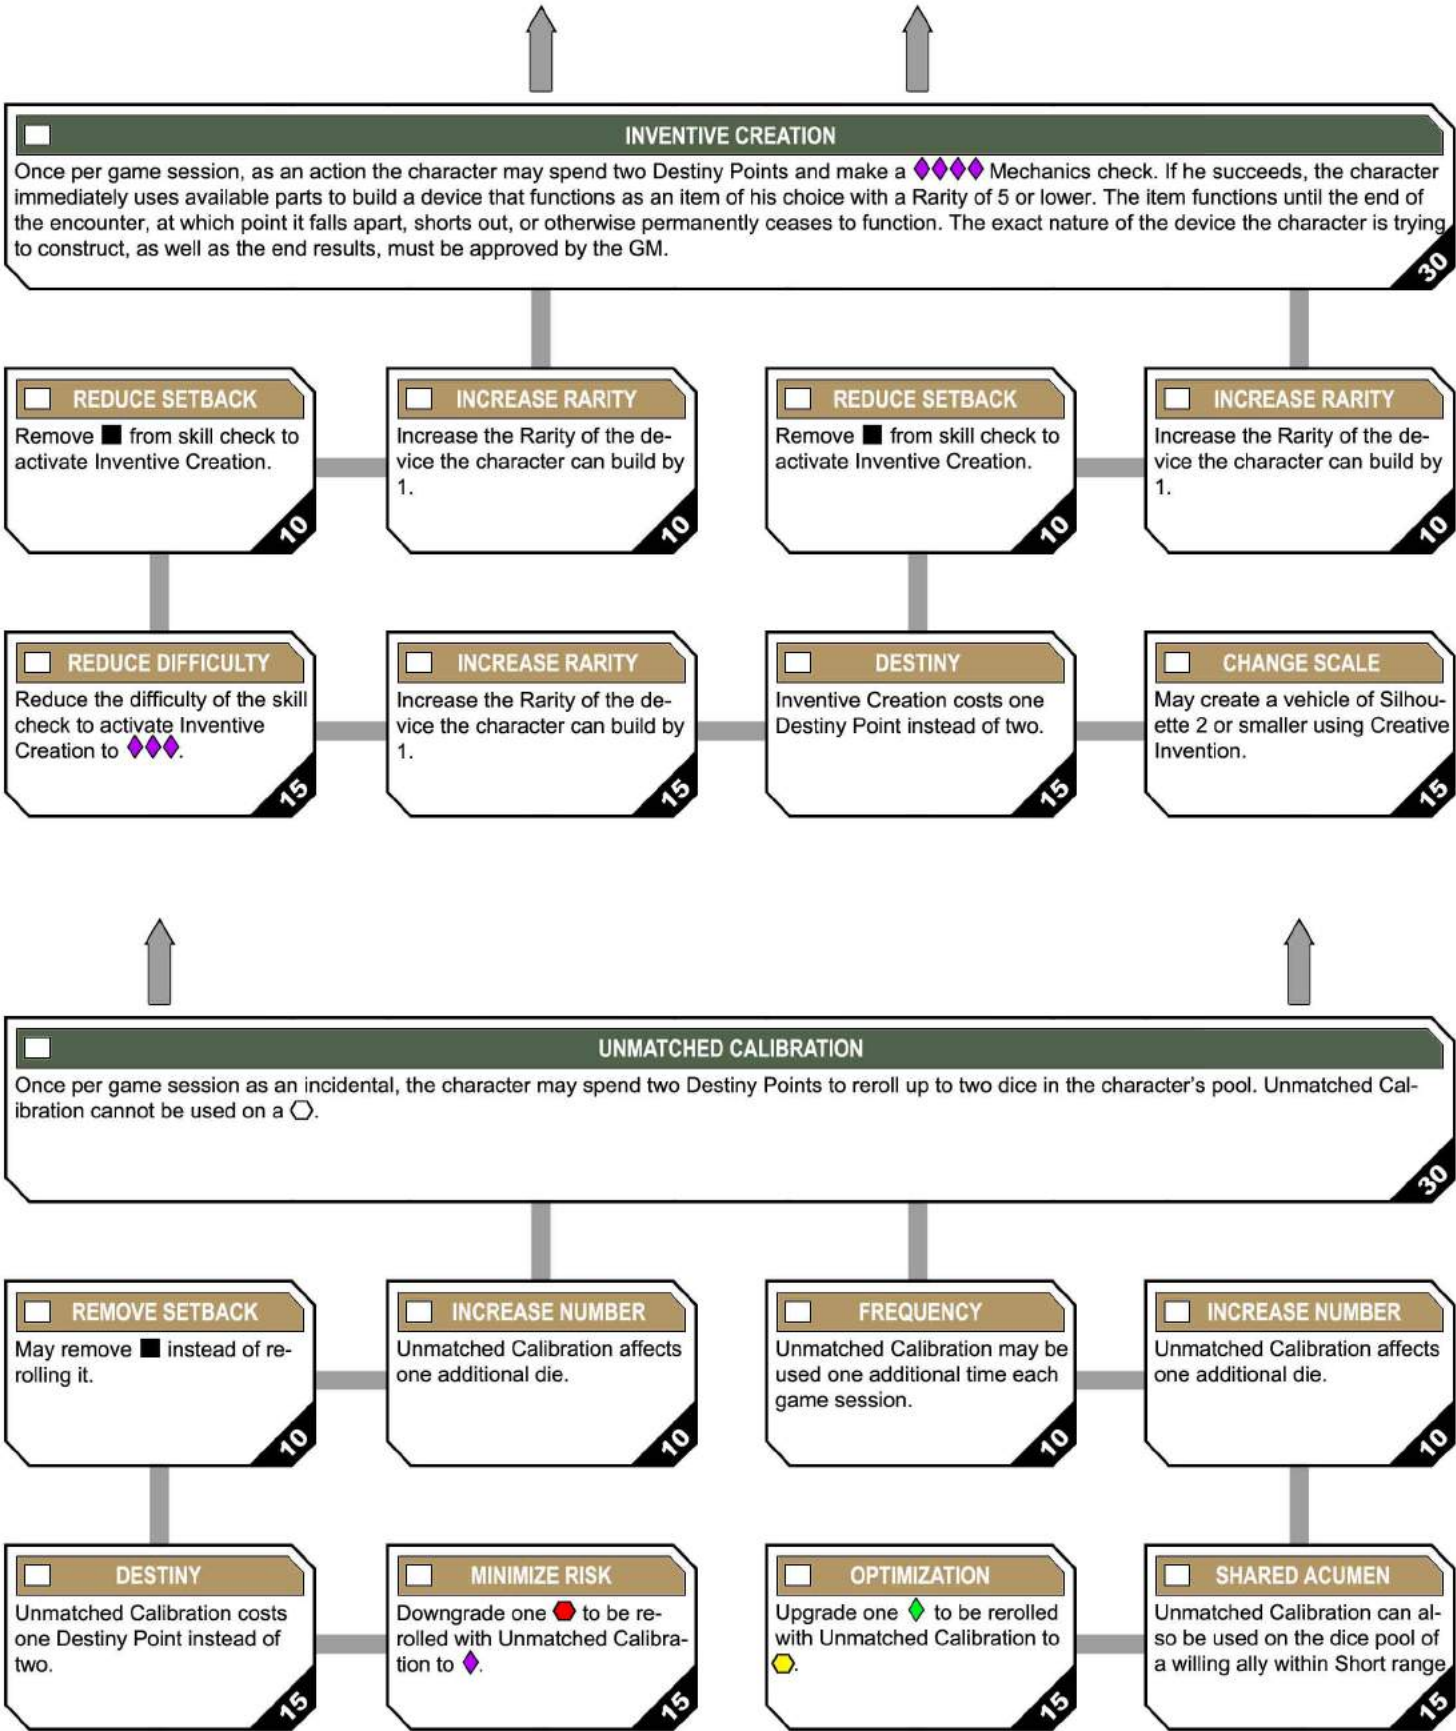 INVENTIVE CREATION
Once per game session, as an action the character may spend two Destiny Points and make a Mechanics check. If he succeeds, the character
immediately uses available parts to build a device that functions as an item of his choice with a Rarity of 5 or lower. The item functions until the end of
the encounter, at which point it falls apart, shorts out, or otherwise permanently ceases to function. The exact nature of the device the character is trying
to construct, as well as the end results, must be approved by the GM.
30
REDUCE SETBACK
Remove from skill check to
activate Inventive Creation.
10
INCREASE RARITY
Increase the Rarity of the de-
vice the character can build by
1.
10
REDUCE SETBACK
Remove from skill check to
activate Inventive Creation.
10
INCREASE RARITY
Increase the Rarity of the de-
vice the character can build by
1.
10
REDUCE DIFFICULTY
Reduce the difficulty of the skill
check to activate Inventive
Creation to .
15
INCREASE RARITY
Increase the Rarity of the de-
vice the character can build by
1.
15
DESTINY
Inventive Creation costs one
Destiny Point instead of two.
15
CHANGE SCALE
May create a vehicle of Silhou-
ette 2 or smaller using Creative
Invention.
15
UNMATCHED CALIBRATION
Once per game session as an incidental, the character may spend two Destiny Points to reroll up to two dice in the character's pool. Unmatched Cal-
ibration cannot be used on a .
30
REMOVE SETBACK
May remove instead of re-
rolling it.
10
INCREASE NUMBER
Unmatched Calibration affects
one additional die.
10
FREQUENCY
Unmatched Calibration may be
used one additional time each
game session.
10
INCREASE NUMBER
Unmatched Calibration affects
one additional die.
10
DESTINY
Unmatched Calibration costs
one Destiny Point instead of
two.
15
MINIMIZE RISK
Downgrade one to be re-
rolled with Unmatched Calibra-
tion to .
15
OPTIMIZATION
Upgrade one to be rerolled
with Unmatched Calibration to
.
15
SHARED ACUMEN
Unmatched Calibration can al-
so be used on the dice pool of
a willing ally within Short range
15